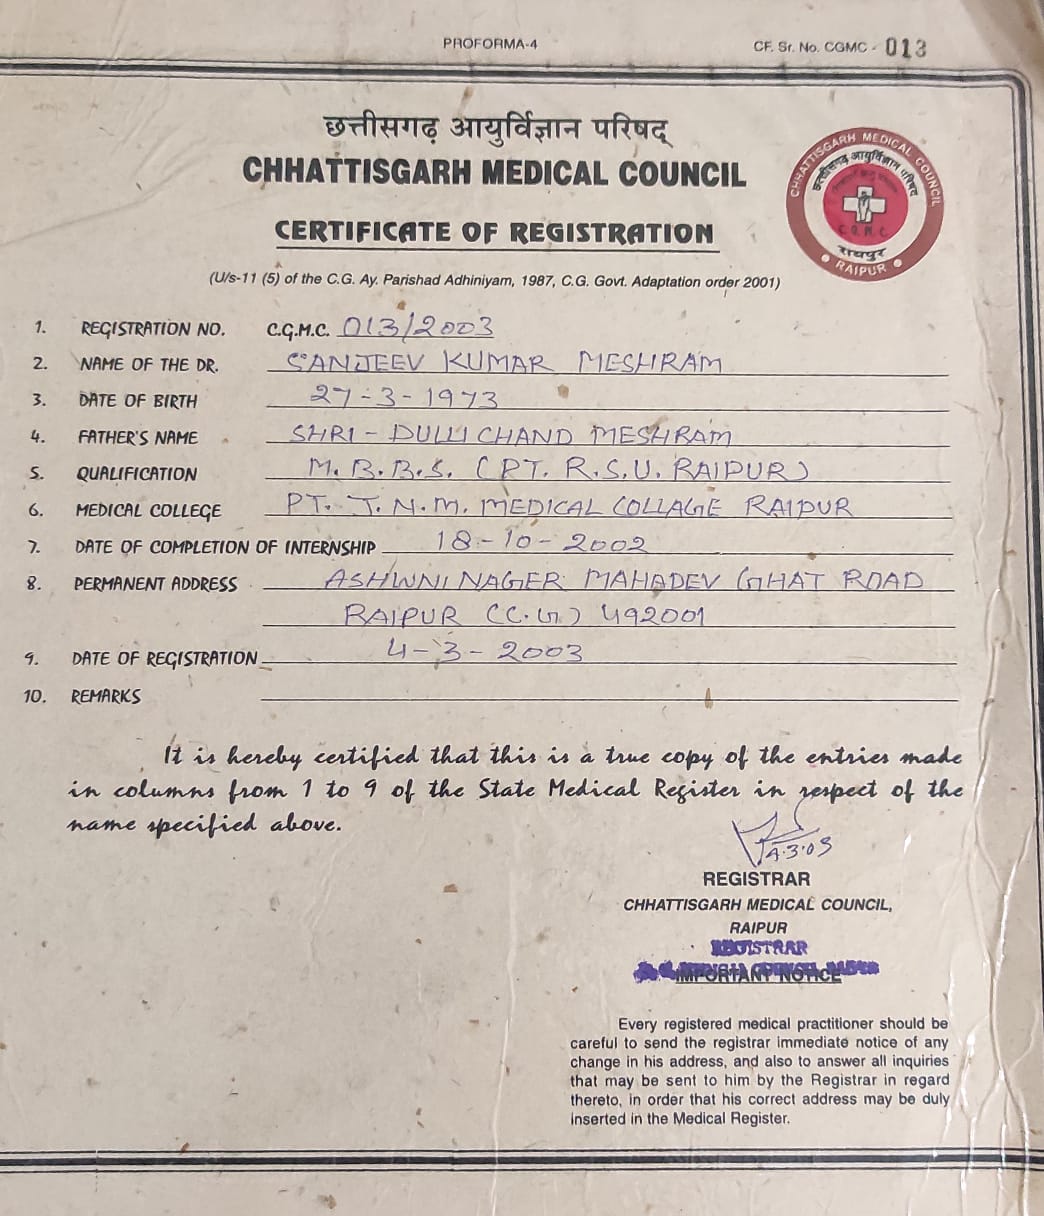 PROFORMA-4
CF. Sr. No. CGMC - 013
छत्तीसगढ़ आयुर्विज्ञान परिषद्
CHHATTISGARH MEDICAL COUNCIL
CERTIFICATE OF REGISTRATION
(U/s-11 (5) of the C.G. Ay. Parishad Adhiniyam, 1987, C.G. Govt. Adaptation order 2001)
CHHATTISGARH MEDICAL COUNCIL
छत्तीसगढ़ आयुर्विज्ञान परिषद्
C.G.M.C.
रायपुर
RAIPUR
1. REGISTRATION NO. C.G.M.C. 013/2003
2. NAME OF THE DR. SANJEEV KUMAR MESHRAM
3. DATE OF BIRTH 27-3-1973
4. FATHER'S NAME SHRI - DULLI CHAND MESHRAM
5. QUALIFICATION M.B.B.S. (PT. R.S.U. RAIPUR)
6. MEDICAL COLLEGE PT. J.N.M. MEDICAL COLLAGE RAIPUR
7. DATE OF COMPLETION OF INTERNSHIP 18-10-2002
8. PERMANENT ADDRESS ASHWNI NAGER MAHADEV GHAT ROAD
RAIPUR (C.G) 492001
9. DATE OF REGISTRATION 4-3-2003
10. REMARKS
It is hereby certified that this is a true copy of the entries made
in columns from 1 to 9 of the State Medical Register in respect of the
name specified above.
4.3.03
REGISTRAR
CHHATTISGARH MEDICAL COUNCIL,
RAIPUR
REGISTRAR
IMPORTANT NOTICE
Every registered medical practitioner should be
careful to send the registrar immediate notice of any
change in his address, and also to answer all inquiries
that may be sent to him by the Registrar in regard
thereto, in order that his correct address may be duly
inserted in the Medical Register.